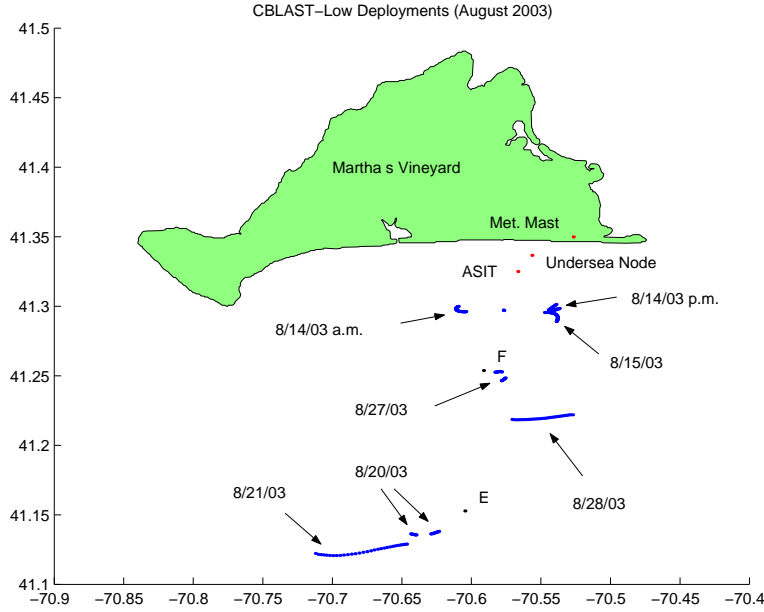 CBLAST−Low Deployments (August 2003)
41.5
41.45
41.4
Martha s Vineyard
Met. Mast
41.35
Undersea Node
ASIT
41.3
8/14/03 p.m.
8/14/03 a.m.
8/15/03
F
41.25
8/27/03
41.2
8/20/03
8/21/03
E
8/28/03
41.15
41.1
−70.9 −70.85 −70.8 −70.75 −70.7 −70.65 −70.6 −70.55 −70.5 −70.45 −70.4